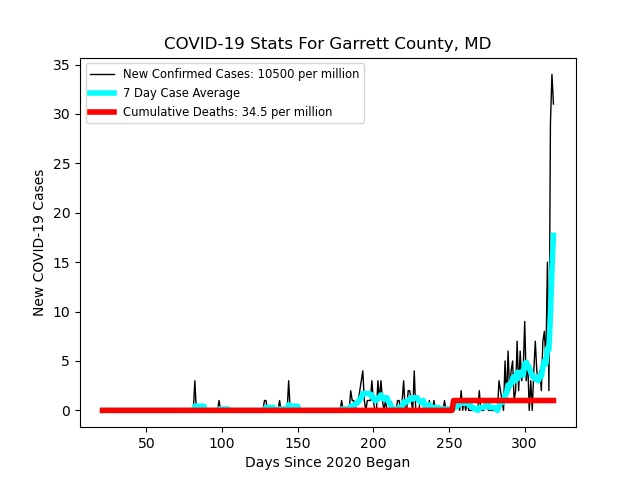 COVID-19 Stats For Garrett County, MD
New Confirmed Cases: 10500 per million
7 Day Case Average
Cumulative Deaths: 34.5 per million
New COVID-19 Cases
35
30
25
20
15
10
5
0
50 100 150 200 250 300
Days Since 2020 Began